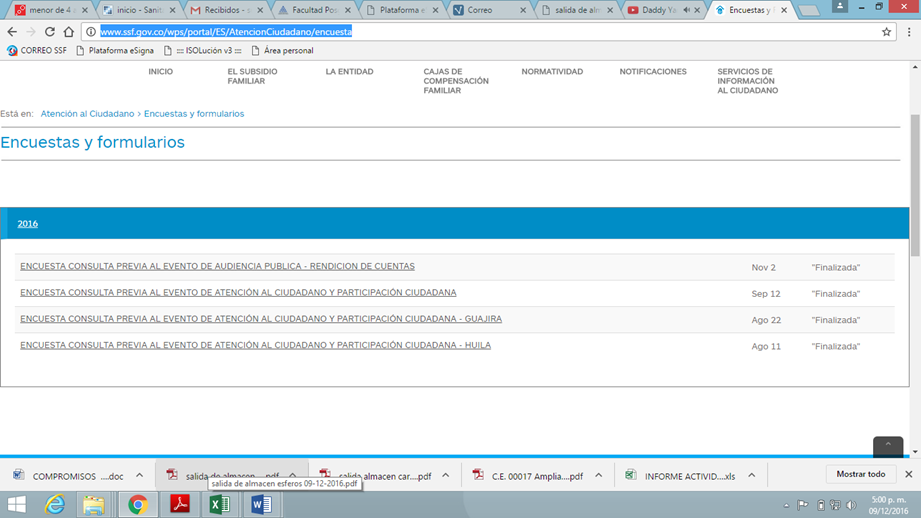 menor de 4 a
inicio - Sanit
Recibidos - e
Facultad Pos
Plataforma e
Correo
salida de alm
Daddy Ya
Encuestas y f
www.ssf.gov.co/wps/portal/ES/AtencionCiudadano/encuesta
CORREO SSF
Plataforma eSigna
::: ISOLución v3 :::
Área personal
INICIO
EL SUBSIDIO
FAMILIAR
LA ENTIDAD
CAJAS DE
COMPENSACIÓN
FAMILIAR
NORMATIVIDAD
NOTIFICACIONES
SERVICIOS DE
INFORMACIÓN
AL CIUDADANO
Está en: Atención al Ciudadano > Encuestas y formularios
Encuestas y formularios
2016
ENCUESTA CONSULTA PREVIA AL EVENTO DE AUDIENCIA PUBLICA - RENDICION DE CUENTAS Nov 2 "Finalizada"
ENCUESTA CONSULTA PREVIA AL EVENTO DE ATENCIÓN AL CIUDADANO Y PARTICIPACIÓN CIUDADANA Sep 12 "Finalizada"
ENCUESTA CONSULTA PREVIA AL EVENTO DE ATENCIÓN AL CIUDADANO Y PARTICIPACIÓN CIUDADANA - GUAJIRA Ago 22 "Finalizada"
ENCUESTA CONSULTA PREVIA AL EVENTO DE ATENCIÓN AL CIUDADANO Y PARTICIPACIÓN CIUDADANA - HUILA Ago 11 "Finalizada"
COMPROMISOS ....doc
salida de almacen ....pdf
salida almacen car....pdf
C.E. 00017 Amplia....pdf
INFORME ACTIVID....xls
Mostrar todo
salida de almacen esferos 09-12-2016.pdf
5:00 p. m.
09/12/2016